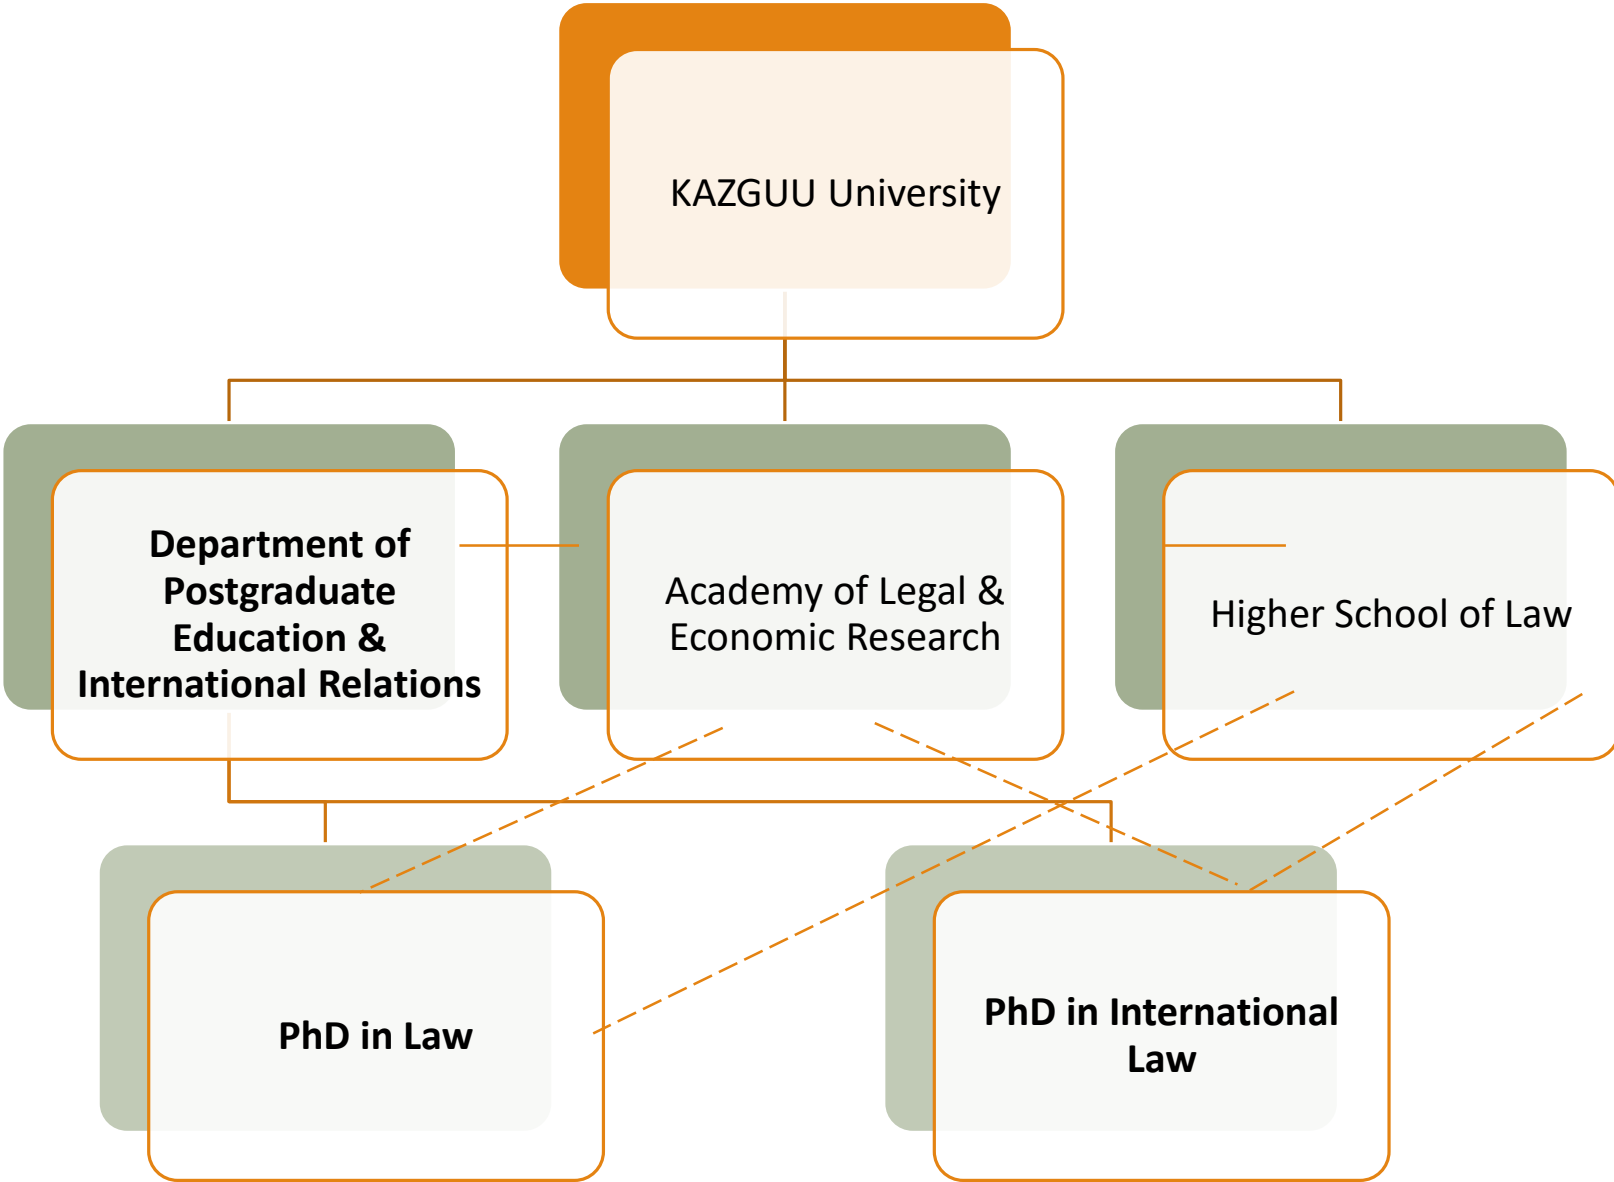 KAZGUU University
Department of
Postgraduate
Education &
International Relations
Academy of Legal &
Economic Research
Higher School of Law
PhD in Law
PhD in International
Law